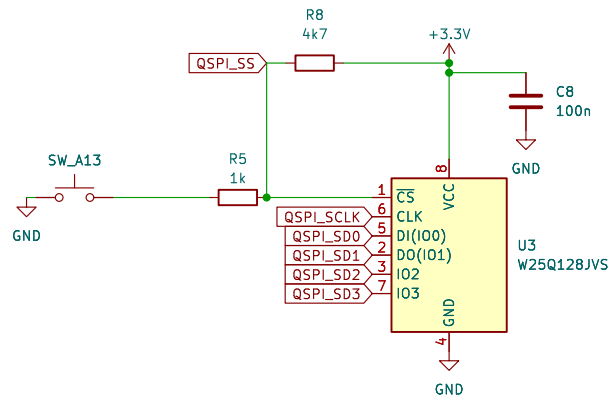 R8
4k7
+3.3V
QSPI_SS
C8
100n
GND
SW_A13
R5
1k
GND
8
VCC
1
CS
QSPI_SCLK
6
CLK
QSPI_SD0
5
DI(IO0)
QSPI_SD1
2
DO(IO1)
QSPI_SD2
3
IO2
QSPI_SD3
7
IO3
U3
W25Q128JVS
GND
4
GND